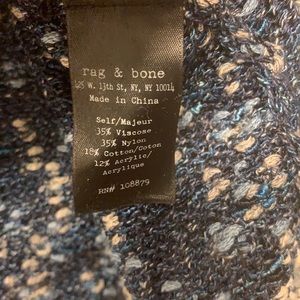 rag & bone
425 W. 13th St, NY, NY 10014
Made in China
Self/Majeur
35% Viscose
35% Nylon
18% Cotton/Coton
12% Acrylic/
Acrylique
RN# 108879